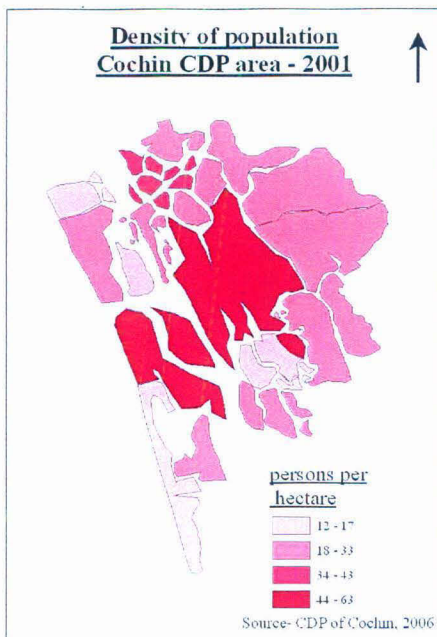 Density of population
Cochin CDP area - 2001
persons per
hectare
12 - 17
18 - 33
34 - 43
44 - 63
Source- CDP of Cochin, 2006